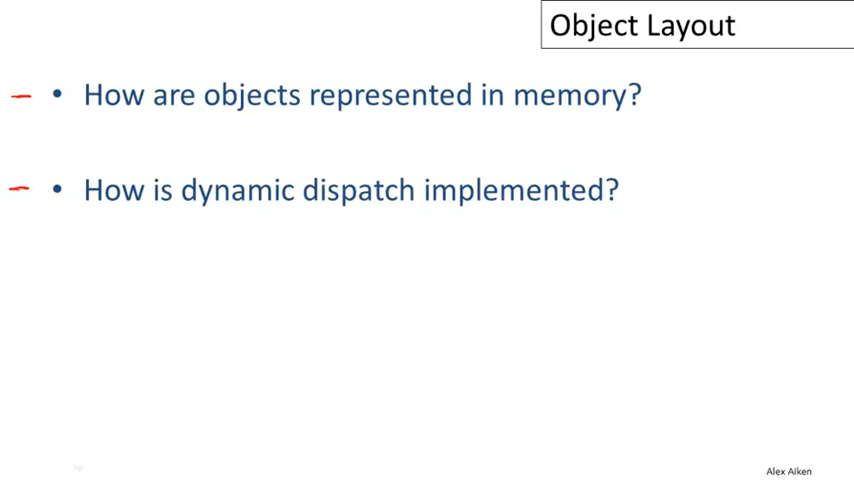 Object Layout
• How are objects represented in memory?
• How is dynamic dispatch implemented?
Alex Aiken